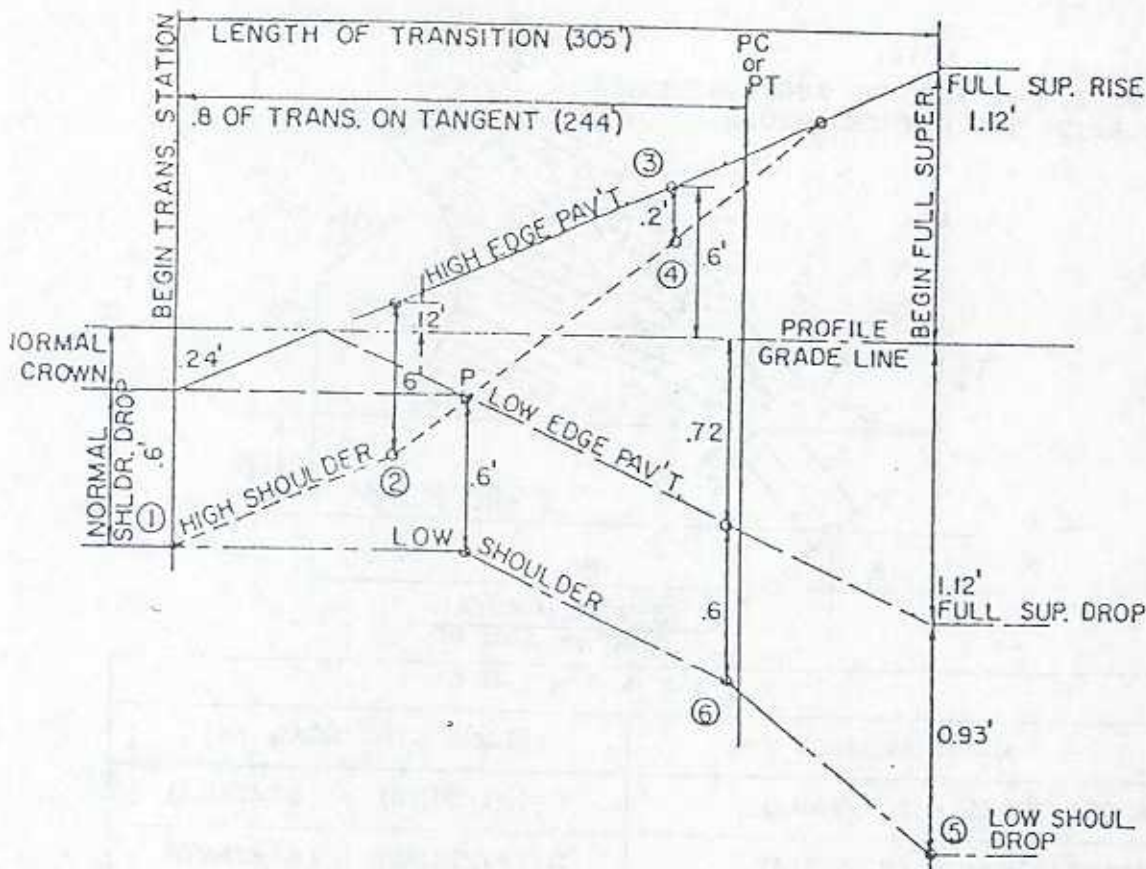 LENGTH OF TRANSITION (305')
PC
or
PT
BEGIN TRANS. STATION
.8 OF TRANS. ON TANGENT (244')
FULL SUP. RISE
1.12'
BEGIN FULL SUPER.
③
.2'
④
.6'
HIGH EDGE PAV'T.
.12'
PROFILE
GRADE LINE
NORMAL
CROWN
.24'
.6'
P
LOW EDGE PAV'T.
.72
NORMAL
SHLDR. DROP
.6'
①
HIGH SHOULDER
②
.6'
LOW SHOULDER
1.12'
FULL SUP. DROP
.6
⑥
0.93'
⑤
LOW SHOUL.
DROP